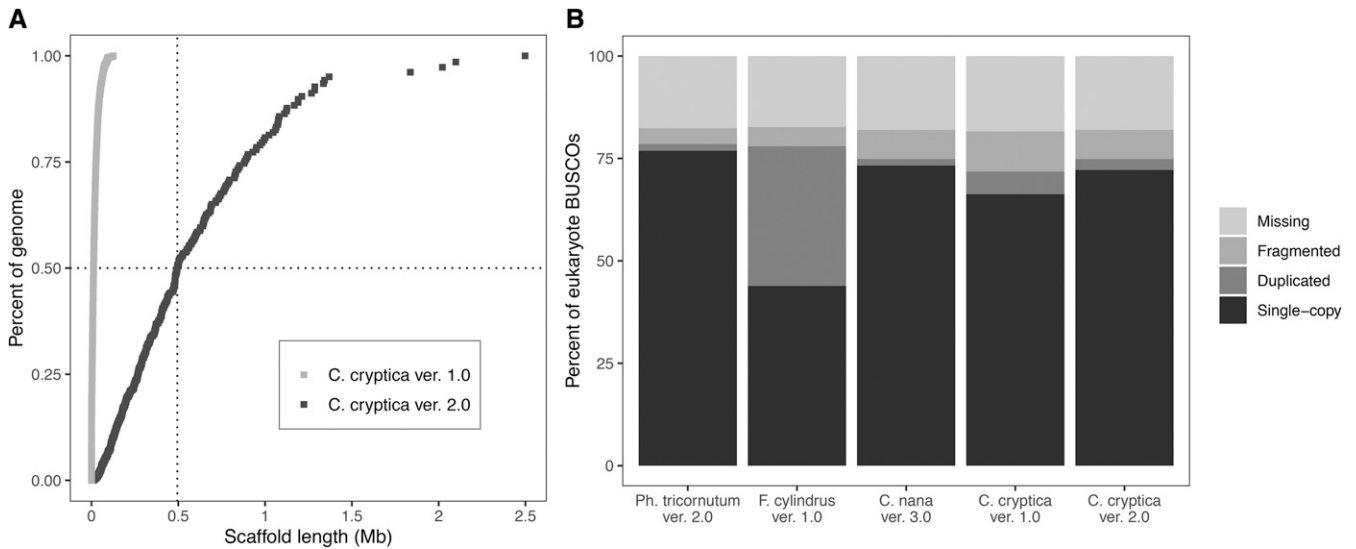 A
Percent of genome
1.00
0.75
0.50
0.25
0.00
0
0.5
1
1.5
2
2.5
Scaffold length (Mb)
C. cryptica ver. 1.0
C. cryptica ver. 2.0
B
Percent of eukaryote BUSCOs
100
75
50
25
0
Ph. tricornutum
ver. 2.0
F. cylindrus
ver. 1.0
C. nana
ver. 3.0
C. cryptica
ver. 1.0
C. cryptica
ver. 2.0
Missing
Fragmented
Duplicated
Single−copy